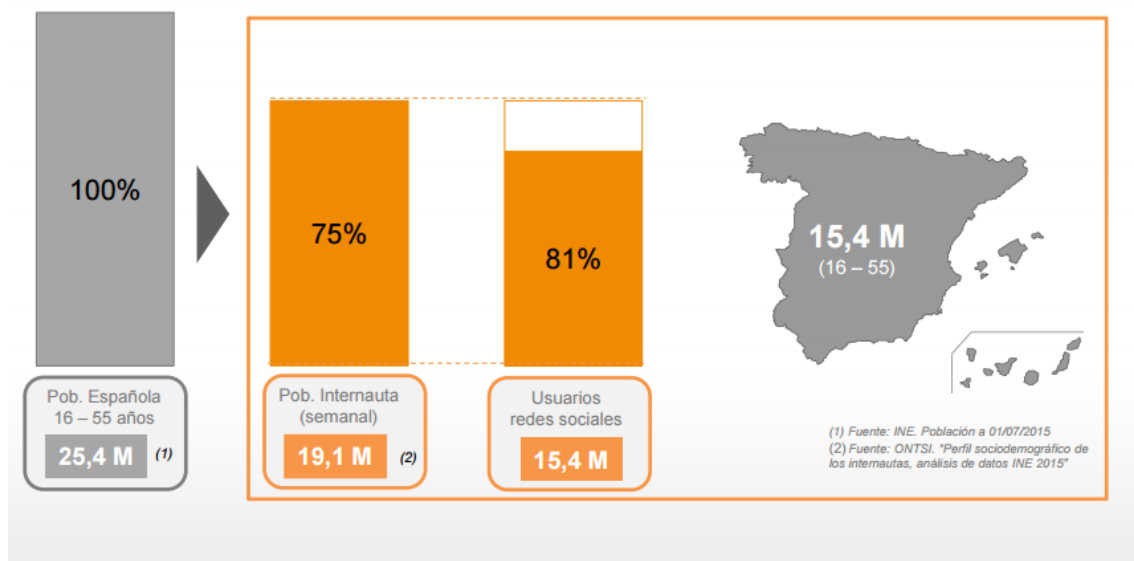 100%
75%
81%
15,4 M
(16 – 55)
Pob. Española
16 – 55 años
25,4 M (1)
Pob. Internauta
(semanal)
19,1 M (2)
Usuarios
redes sociales
15,4 M
(1) Fuente: INE. Población a 01/07/2015
(2) Fuente: ONTSI. "Perfil sociodemográfico de
los internautas, análisis de datos INE 2015"